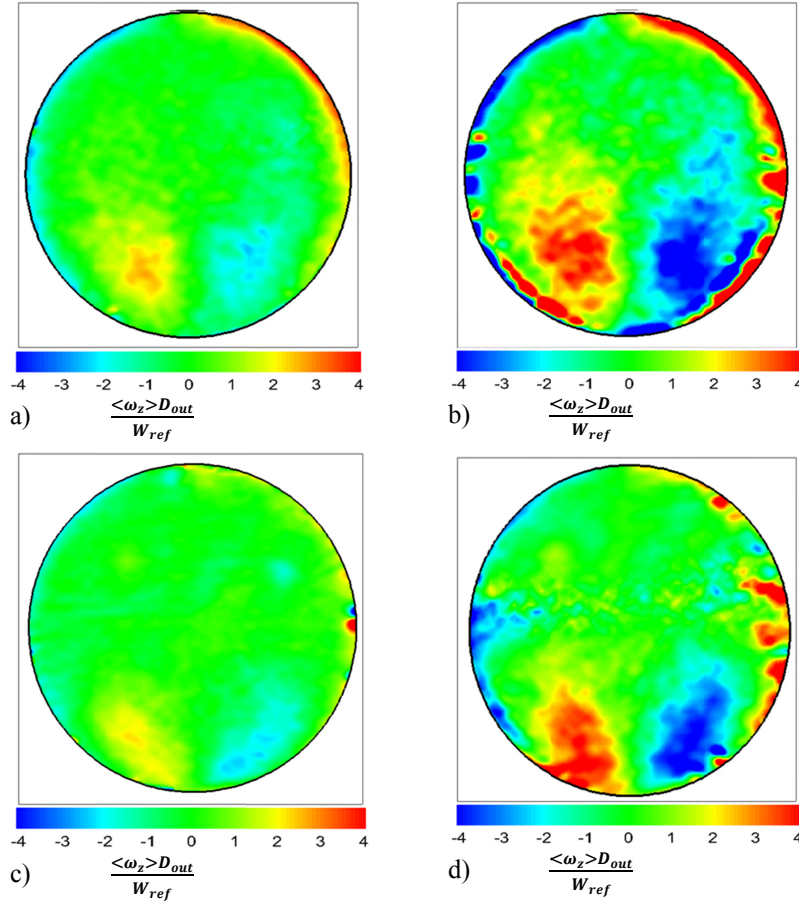 -4 -3 -2 -1 0 1 2 3 4
a) <ω_z>D_out
W_ref
-4 -3 -2 -1 0 1 2 3 4
b) <ω_z>D_out
W_ref
-4 -3 -2 -1 0 1 2 3 4
c) <ω_z>D_out
W_ref
-4 -3 -2 -1 0 1 2 3 4
d) <ω_z>D_out
W_ref